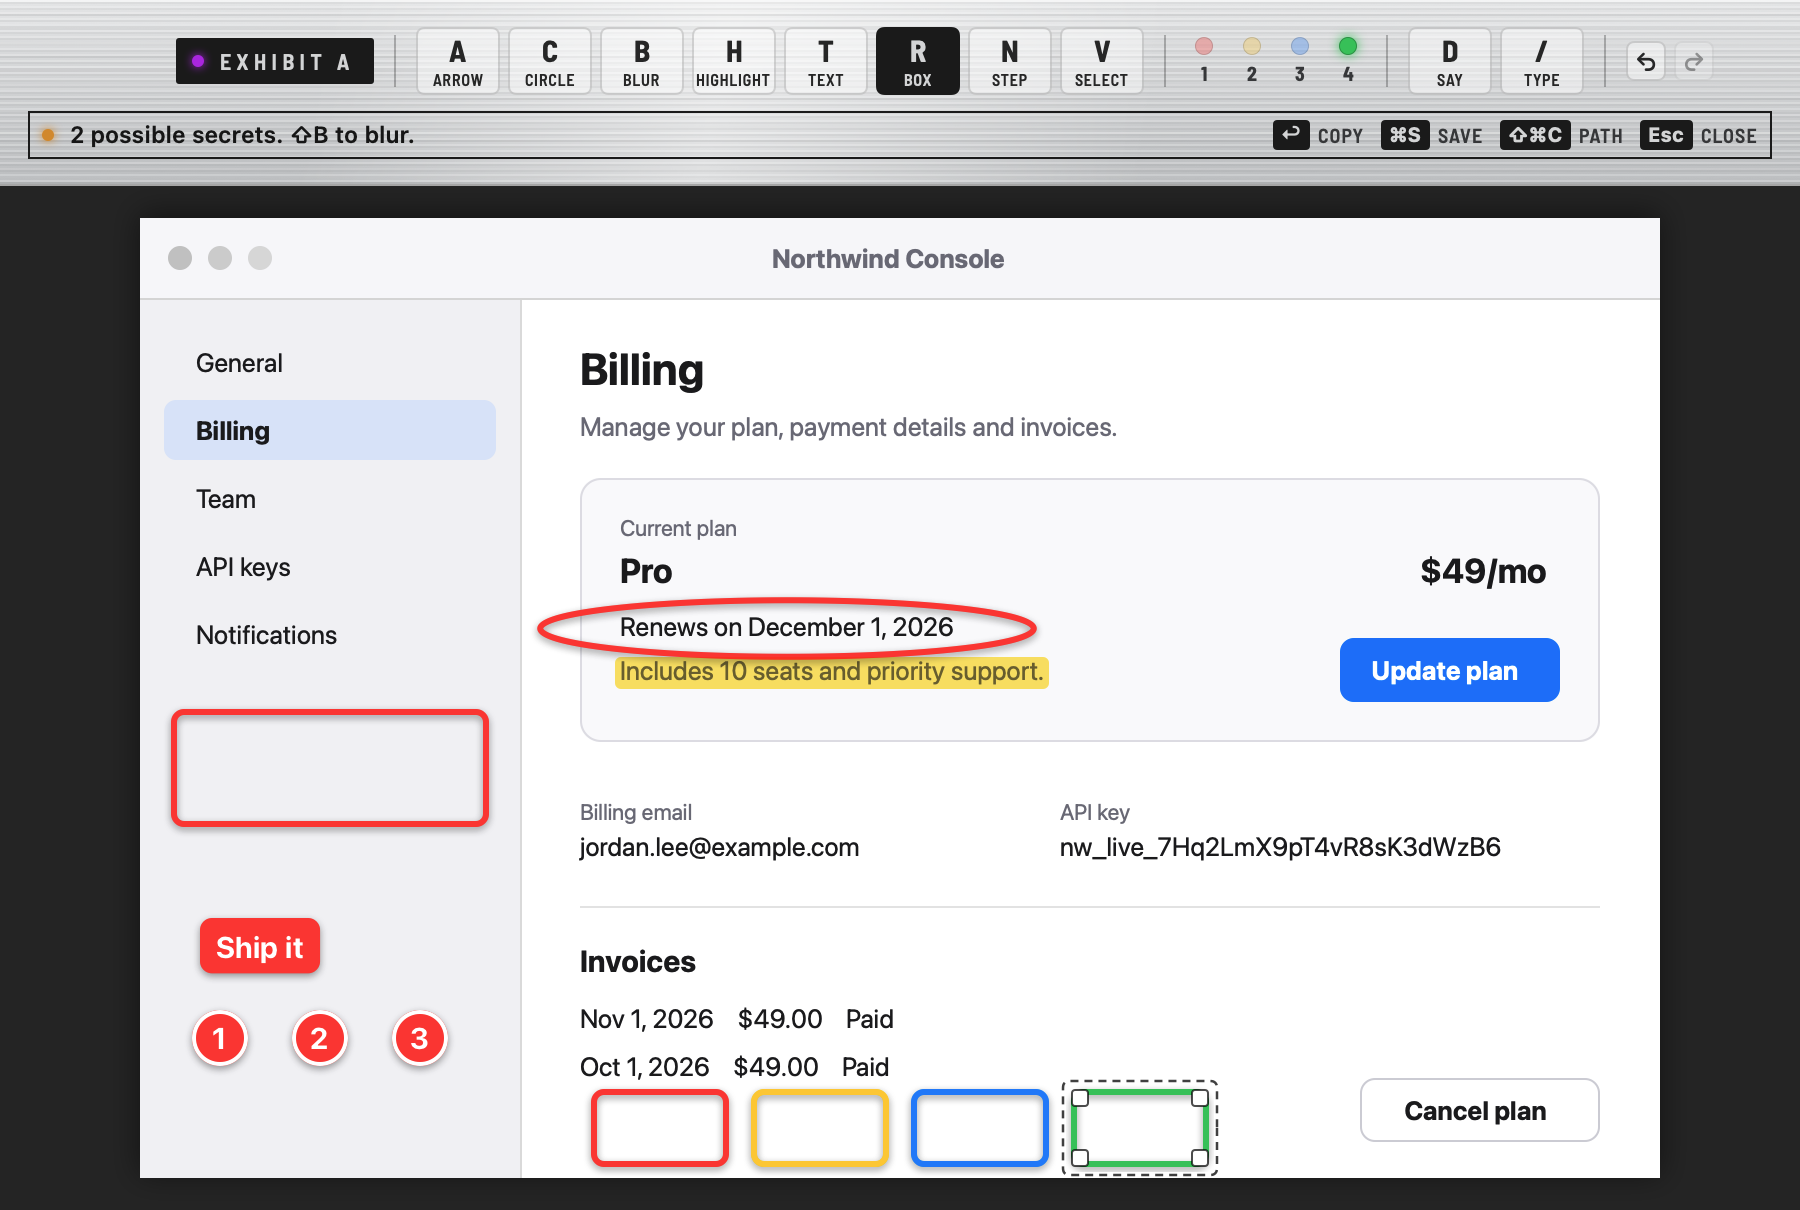 EXHIBIT A
A ARROW
C CIRCLE
B BLUR
H HIGHLIGHT
T TEXT
R BOX
N STEP
V SELECT
1 2 3 4
D SAY
/ TYPE
2 possible secrets. ⇧B to blur.
↩ COPY ⌘S SAVE ⇧⌘C PATH Esc CLOSE
Northwind Console
General
Billing
Team
API keys
Notifications
Ship it
1 2 3
Billing
Manage your plan, payment details and invoices.
Current plan
Pro
$49/mo
Renews on December 1, 2026
Includes 10 seats and priority support.
Update plan
Billing email
jordan.lee@example.com
API key
nw_live_7Hq2LmX9pT4vR8sK3dWzB6
Invoices
Nov 1, 2026 $49.00 Paid
Oct 1, 2026 $49.00 Paid
Cancel plan